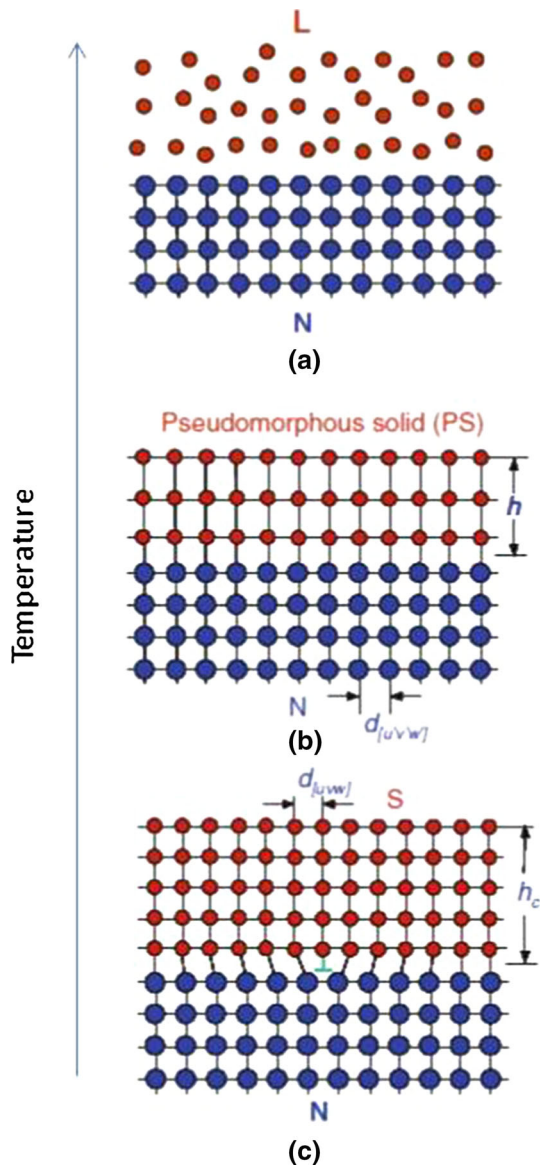 L
Temperature
N
(a)
Pseudomorphous solid (PS)
h
N
d[u'v'w']
(b)
d[uvw]
S
hc
⊥
N
(c)